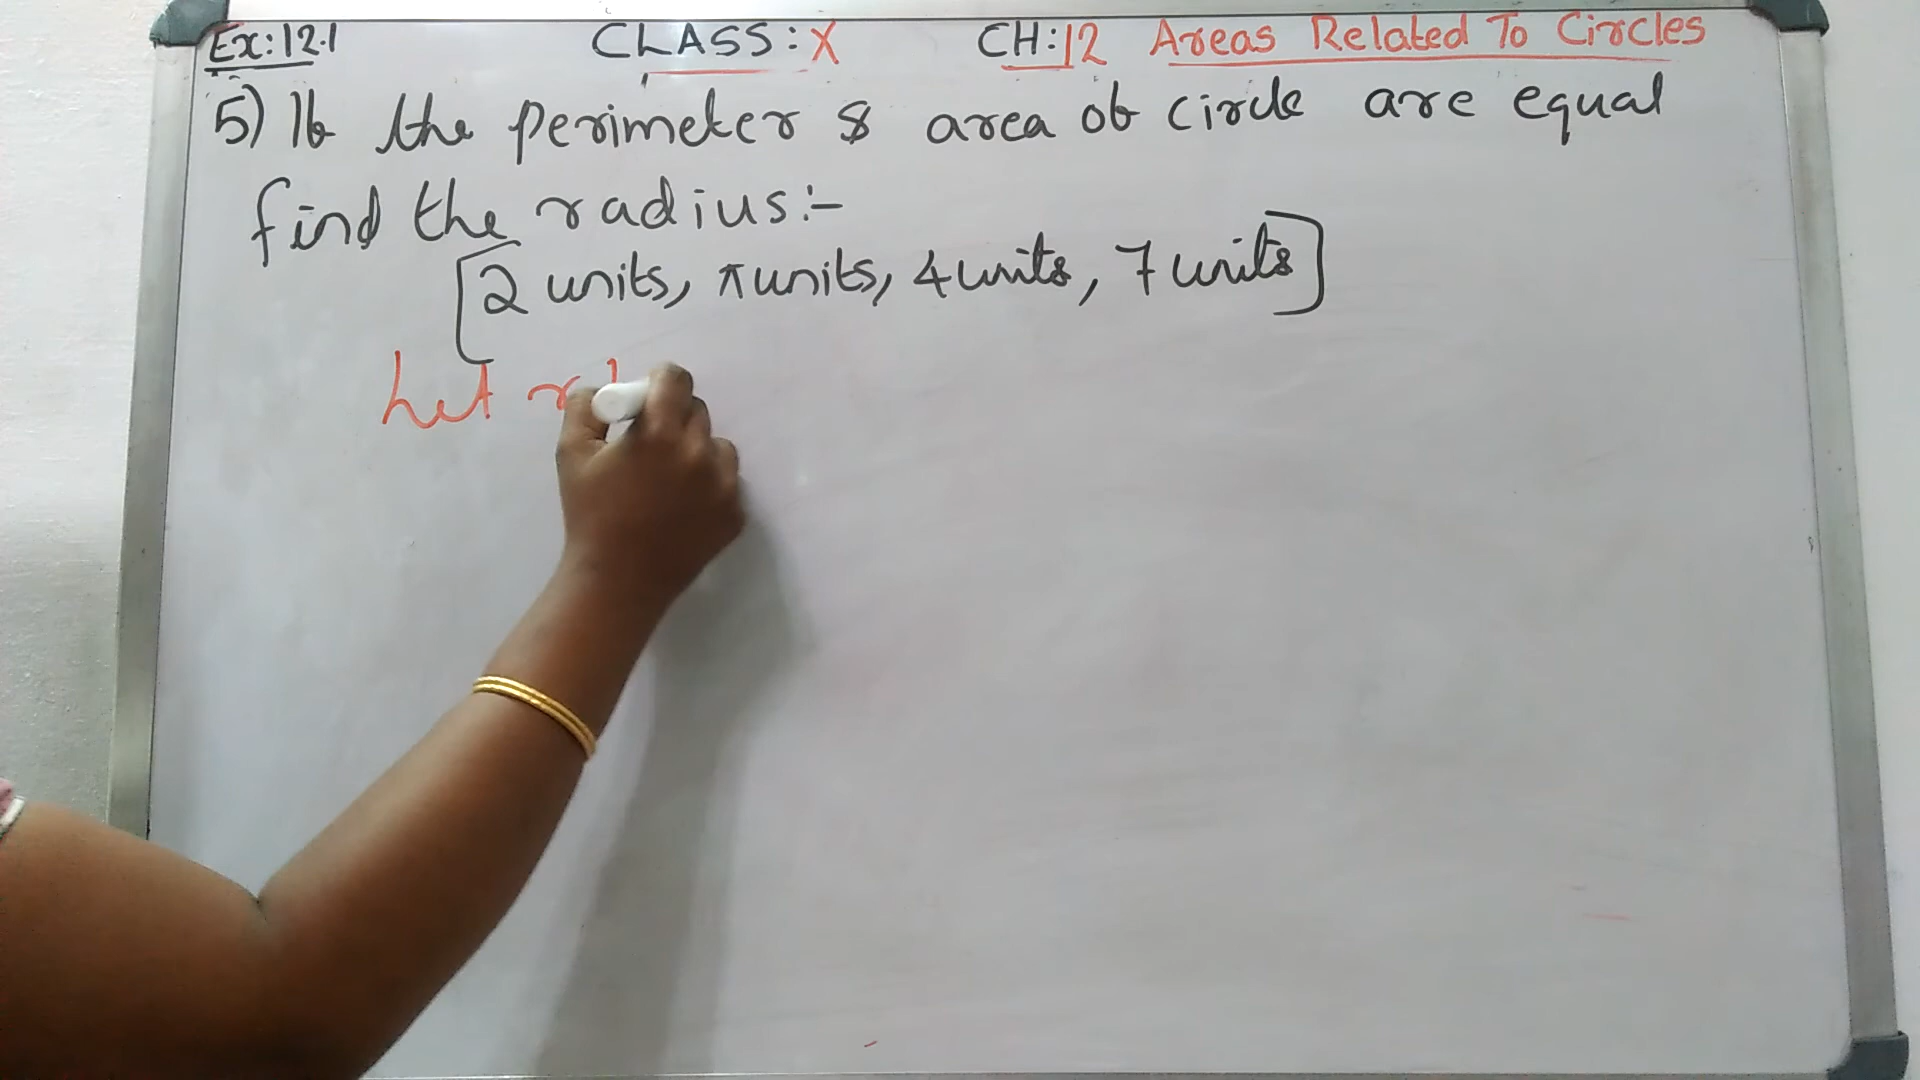 Ex:12.1 CLASS:X CH:12 Areas Related To Circles
5) If the perimeter & area of circle are equal
find the radius:-
[2 units, π units, 4 units, 7 units]
Let r